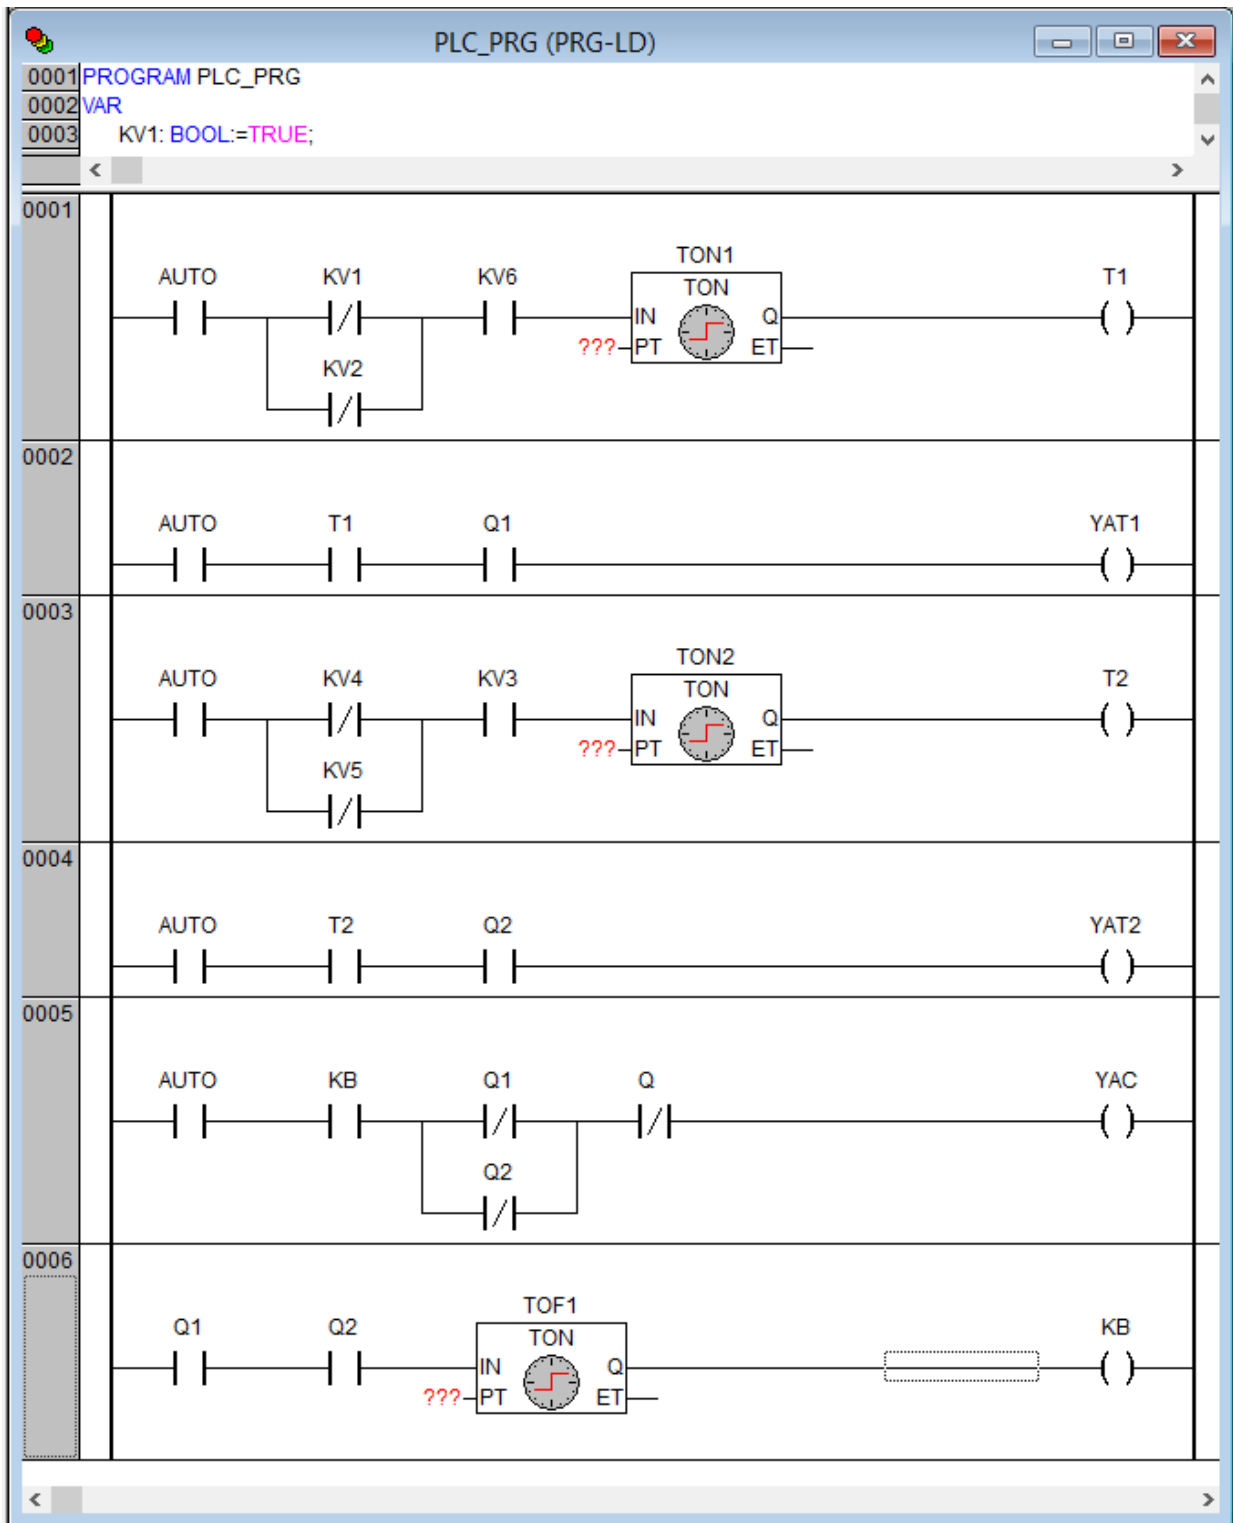 PLC_PRG (PRG-LD)
0001 PROGRAM PLC_PRG
0002 VAR
0003 KV1: BOOL:=TRUE;
0001
TON1
AUTO KV1 KV6 TON T1
IN Q
??? PT ET
KV2
0002
AUTO T1 Q1 YAT1
0003
TON2
AUTO KV4 KV3 TON T2
IN Q
??? PT ET
KV5
0004
AUTO T2 Q2 YAT2
0005
AUTO KB Q1 Q YAC
Q2
0006
TOF1
Q1 Q2 TON KB
IN Q
??? PT ET